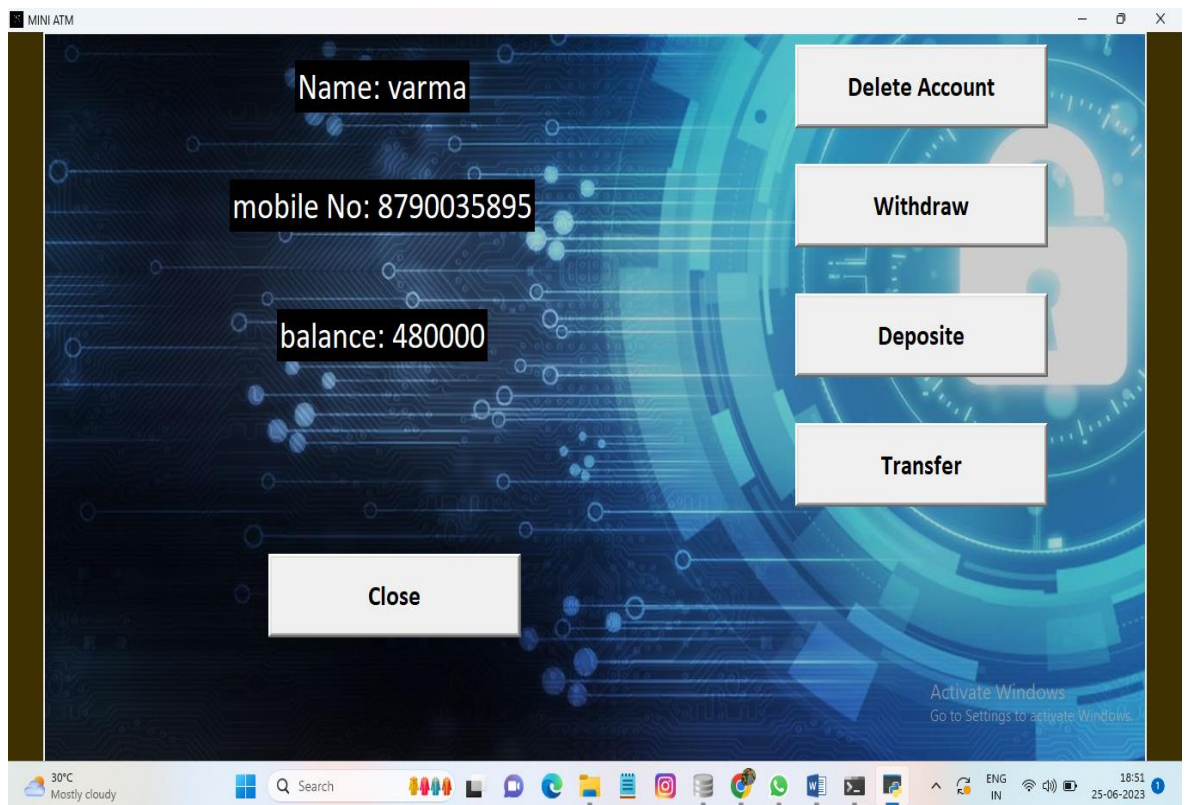 MINI ATM
Name: varma
Delete Account
mobile No: 8790035895
Withdraw
balance: 480000
Deposite
Transfer
Close
Activate Windows
Go to Settings to activate Windows.
30°C
Mostly cloudy
Search
ENG
IN
18:51
25-06-2023
1